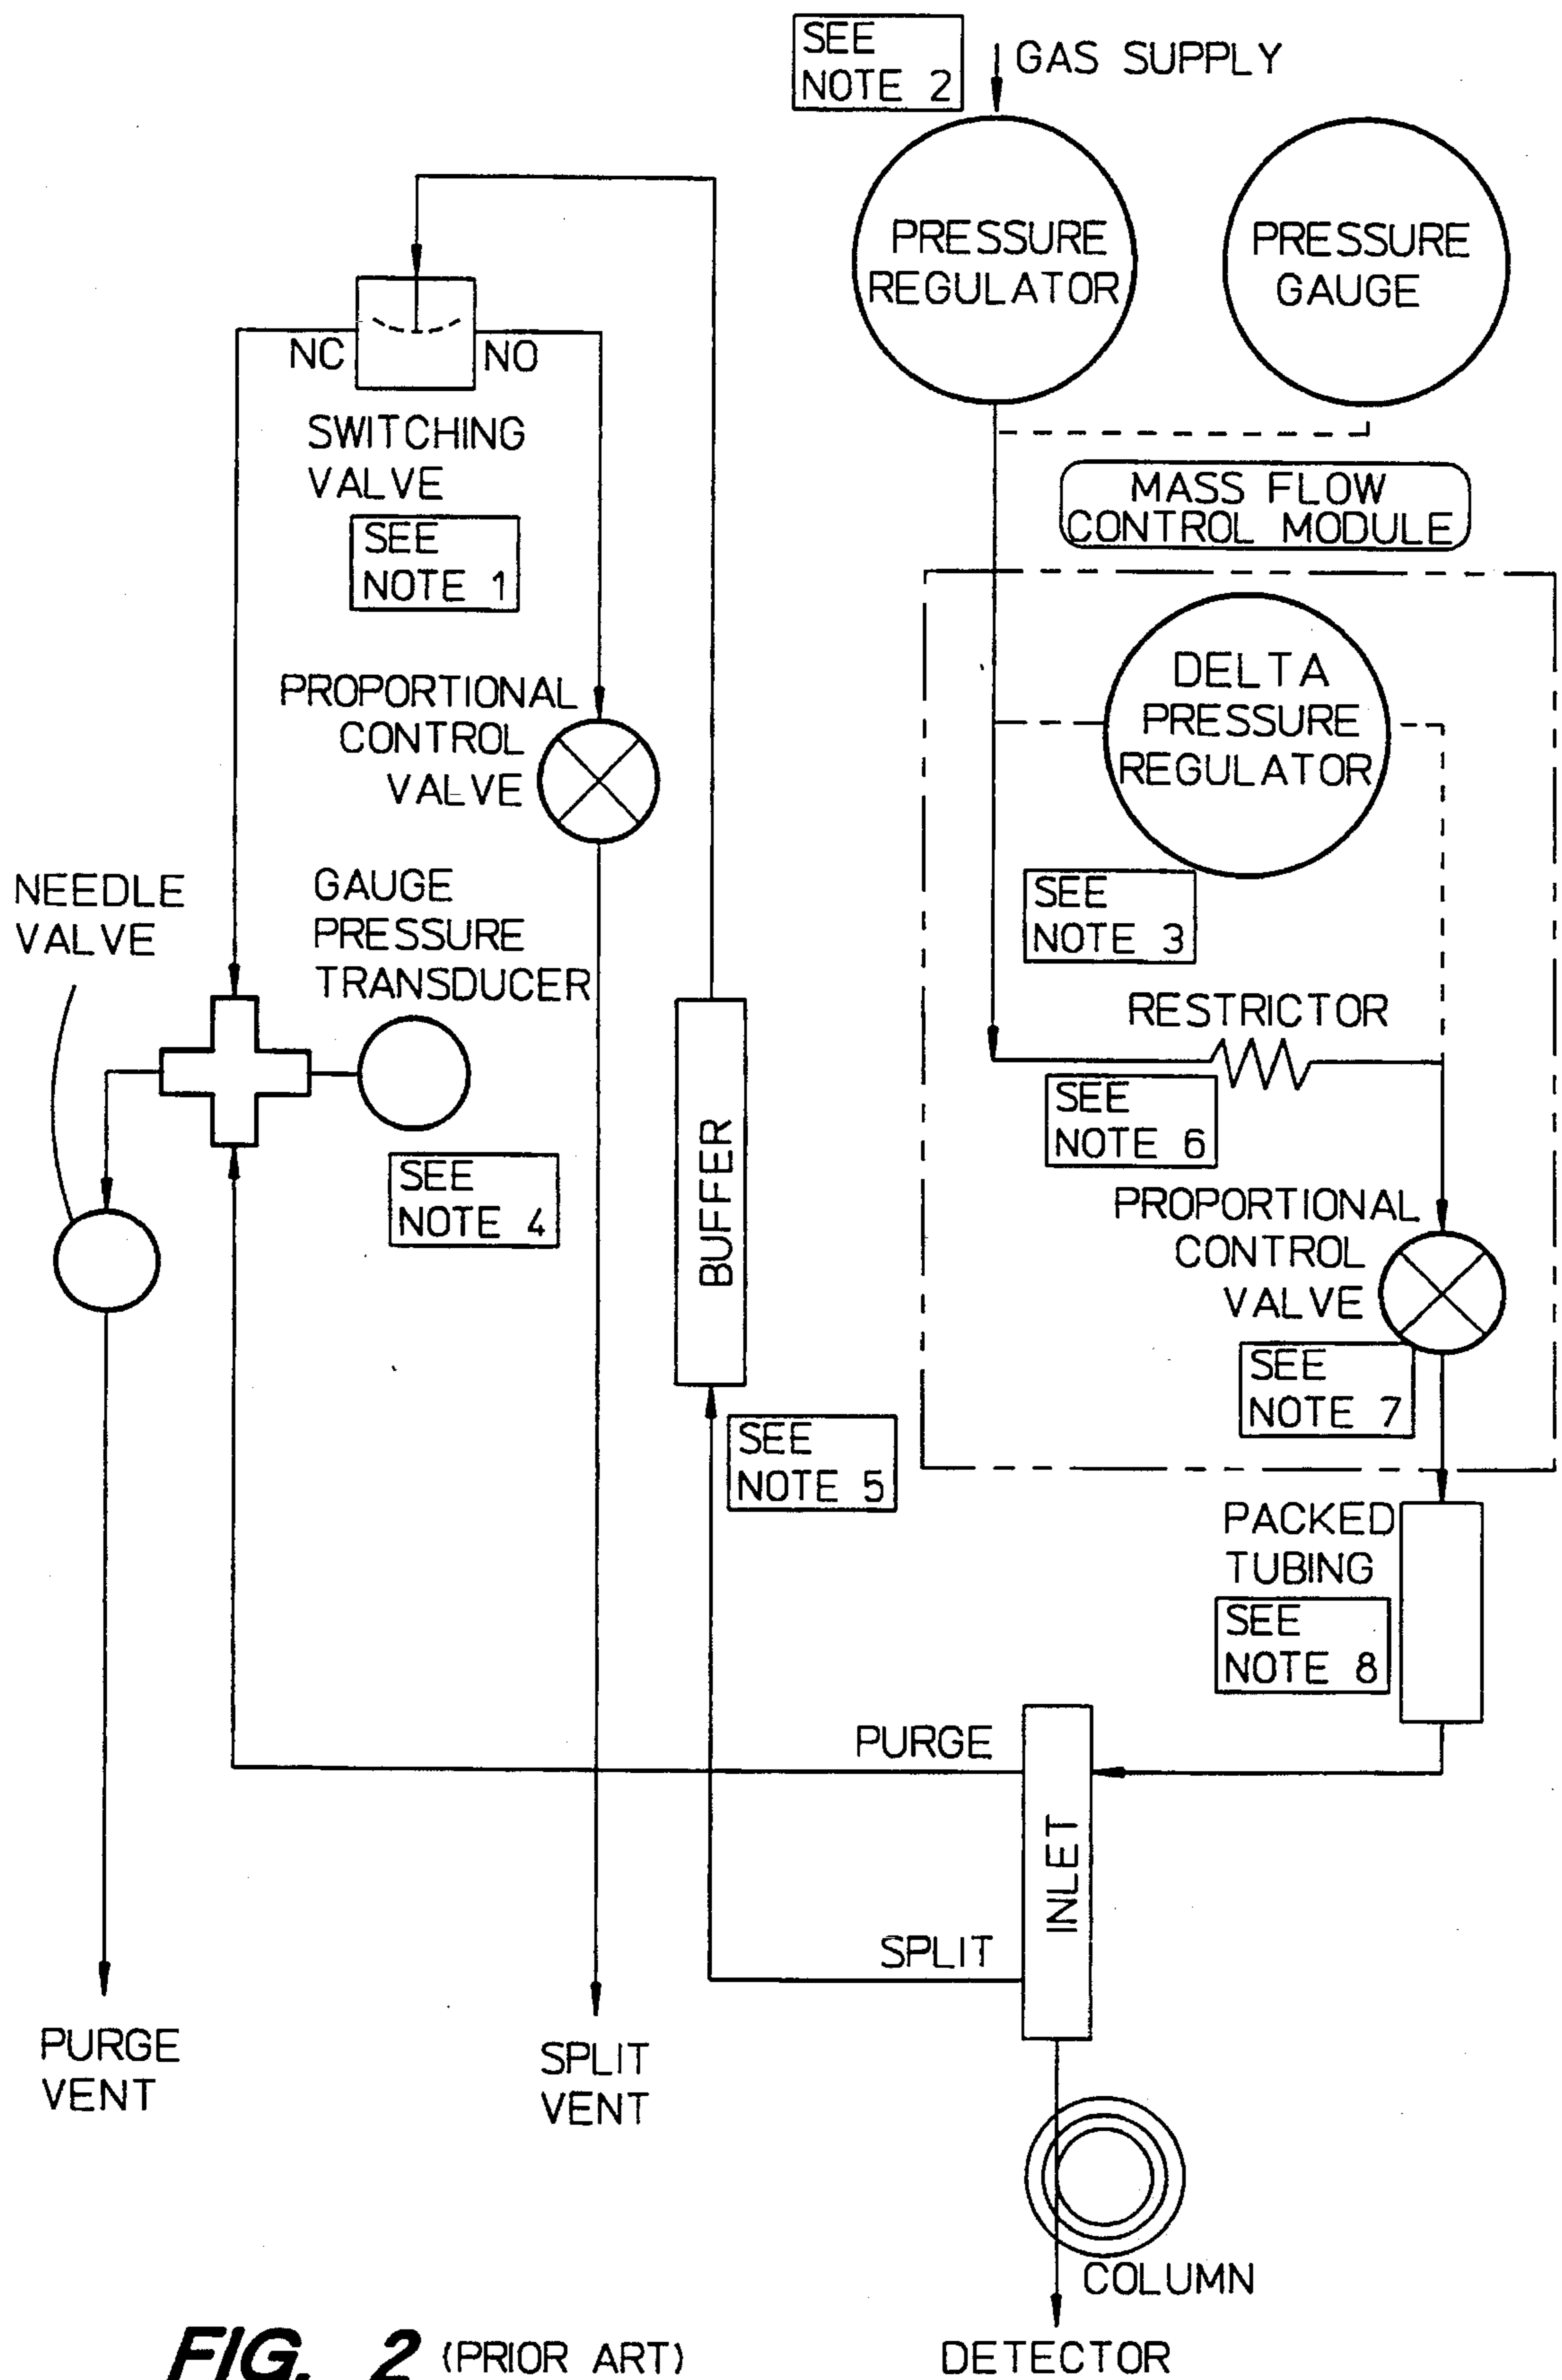 SEE
NOTE 2
GAS SUPPLY
PRESSURE
REGULATOR
PRESSURE
GAUGE
NC
NO
SWITCHING
VALVE
SEE
NOTE 1
MASS FLOW
CONTROL MODULE
PROPORTIONAL
CONTROL
VALVE
DELTA
PRESSURE
REGULATOR
SEE
NOTE 3
NEEDLE
VALVE
GAUGE
PRESSURE
TRANSDUCER
SEE
NOTE 4
BUFFER
RESTRICTOR
SEE
NOTE 6
PROPORTIONAL
CONTROL
VALVE
SEE
NOTE 7
SEE
NOTE 5
PACKED
TUBING
SEE
NOTE 8
PURGE
INLET
SPLIT
PURGE
VENT
SPLIT
VENT
COLUMN
DETECTOR
FIG. 2 (PRIOR ART)